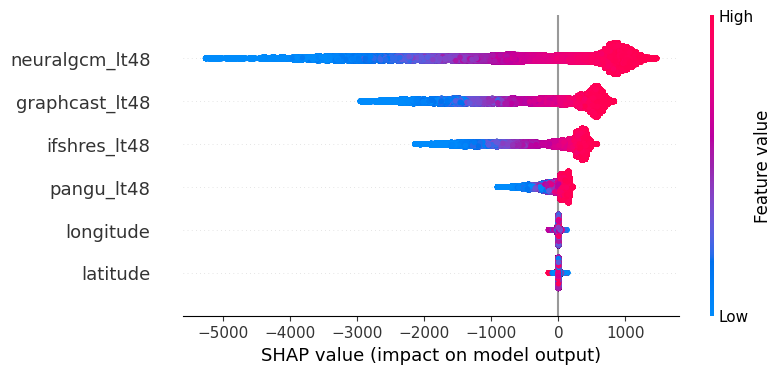 High
neuralgcm_lt48
graphcast_lt48
ifshres_lt48
pangu_lt48
longitude
latitude
Feature value
Low
−5000 −4000 −3000 −2000 −1000 0 1000
SHAP value (impact on model output)